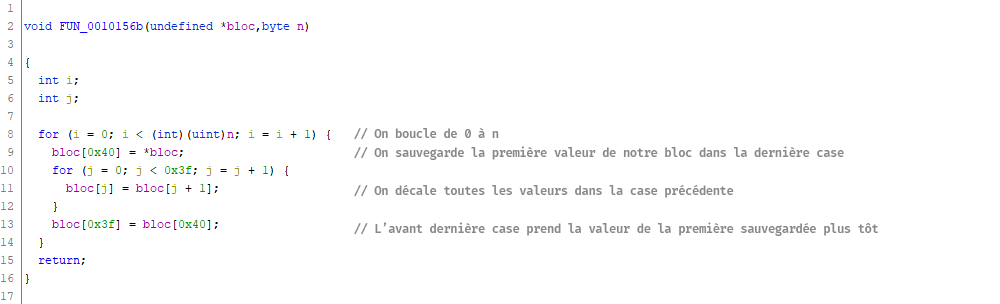 1
2 void FUN_0010156b(undefined *bloc,byte n)
3
4 {
5 int i;
6 int j;
7
8 for (i = 0; i < (int)(uint)n; i = i + 1) { // On boucle de 0 à n
9 bloc[0x40] = *bloc; // On sauvegarde la première valeur de notre bloc dans la dernière case
10 for (j = 0; j < 0x3f; j = j + 1) {
11 bloc[j] = bloc[j + 1]; // On décale toutes les valeurs dans la case précédente
12 }
13 bloc[0x3f] = bloc[0x40]; // L’avant dernière case prend la valeur de la première sauvegardée plus tôt
14 }
15 return;
16 }
17